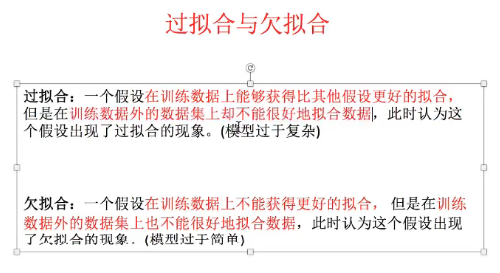 过拟合与欠拟合
过拟合：一个假设在训练数据上能够获得比其他假设更好的拟合，
但是在训练数据外的数据集上却不能很好地拟合数据，此时认为这
个假设出现了过拟合的现象。(模型过于复杂)
欠拟合：一个假设在训练数据上不能获得更好的拟合， 但是在训练
数据外的数据集上也不能很好地拟合数据，此时认为这个假设出现
了欠拟合的现象．(模型过于简单)